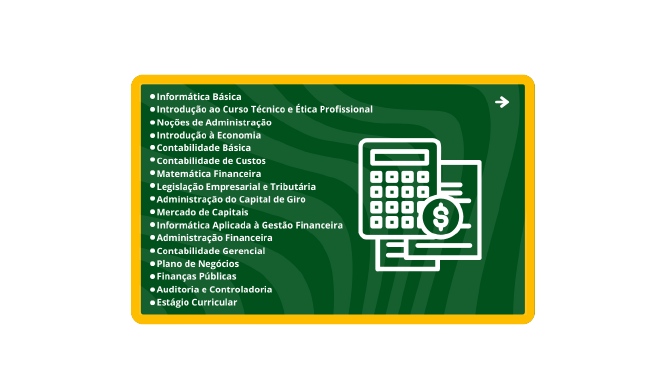 Informática Básica
Introdução ao Curso Técnico e Ética Profissional
Noções de Administração
Introdução à Economia
Contabilidade Básica
Contabilidade de Custos
Matemática Financeira
Legislação Empresarial e Tributária
Administração do Capital de Giro
Mercado de Capitais
Informática Aplicada à Gestão Financeira
Administração Financeira
Contabilidade Gerencial
Plano de Negócios
Finanças Públicas
Auditoria e Controladoria
Estágio Curricular
$